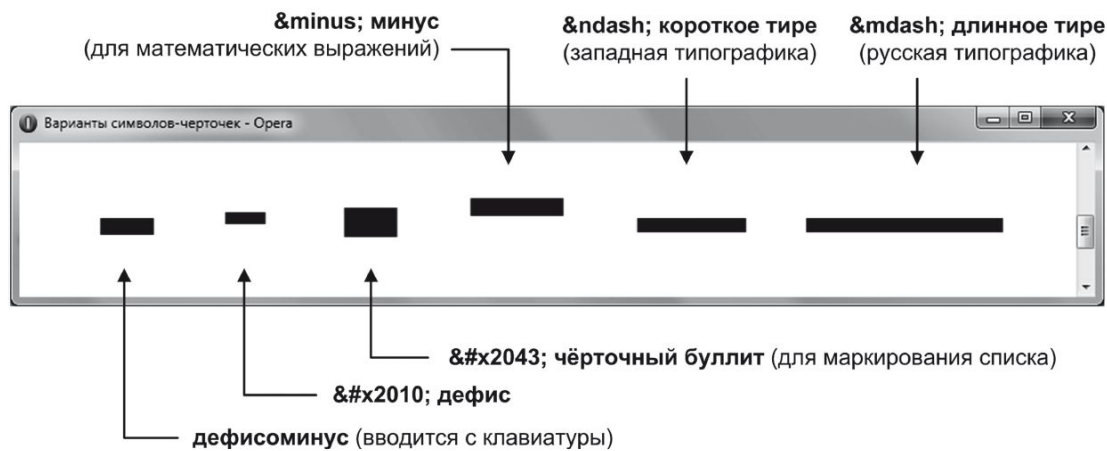 &minus; минус
(для математических выражений)
&ndash; короткое тире
(западная типографика)
&mdash; длинное тире
(русская типографика)
Варианты символов-черточек - Opera
&#x2043; чёрточный буллит (для маркирования списка)
&#x2010; дефис
дефисоминус (вводится с клавиатуры)